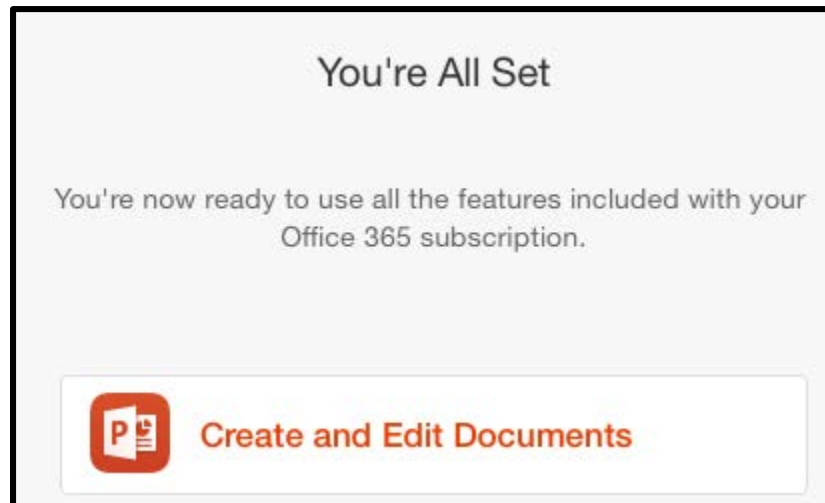 You're All Set
You're now ready to use all the features included with your
Office 365 subscription.
P
Create and Edit Documents